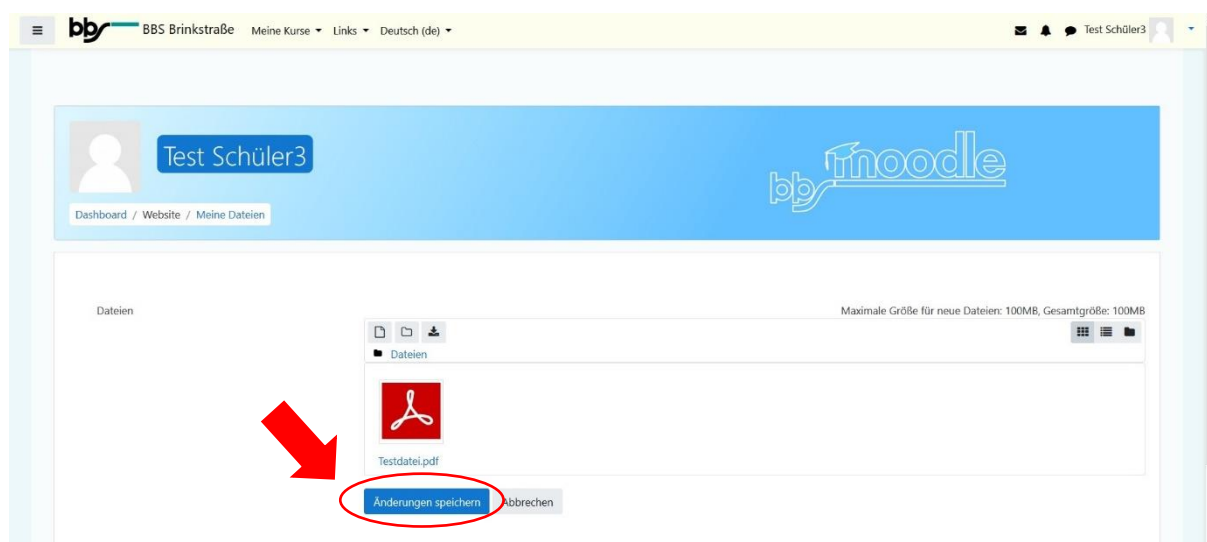 bbs BBS Brinkstraße Meine Kurse Links Deutsch (de) Test Schüler3
Test Schüler3
bbs moodle
Dashboard / Website / Meine Dateien
Dateien Maximale Größe für neue Dateien: 100MB, Gesamtgröße: 100MB
Dateien
Testdatei.pdf
Änderungen speichern Abbrechen